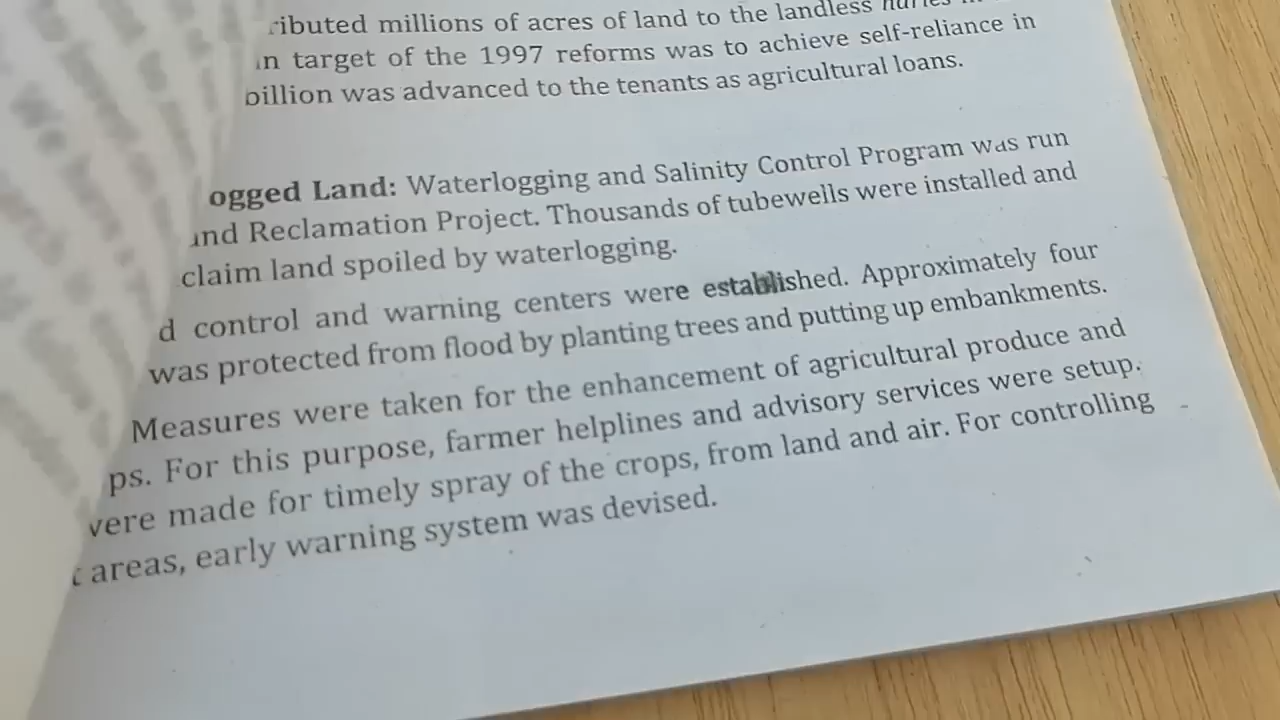 ributed millions of acres of land to the landless
in target of the 1997 reforms was to achieve self-reliance in
billion was advanced to the tenants as agricultural loans.
ogged Land: Waterlogging and Salinity Control Program was run
and Reclamation Project. Thousands of tubewells were installed and
claim land spoiled by waterlogging.
d control and warning centers were established. Approximately four
was protected from flood by planting trees and putting up embankments.
Measures were taken for the enhancement of agricultural produce and
ps. For this purpose, farmer helplines and advisory services were setup.
were made for timely spray of the crops, from land and air. For controlling
t areas, early warning system was devised.